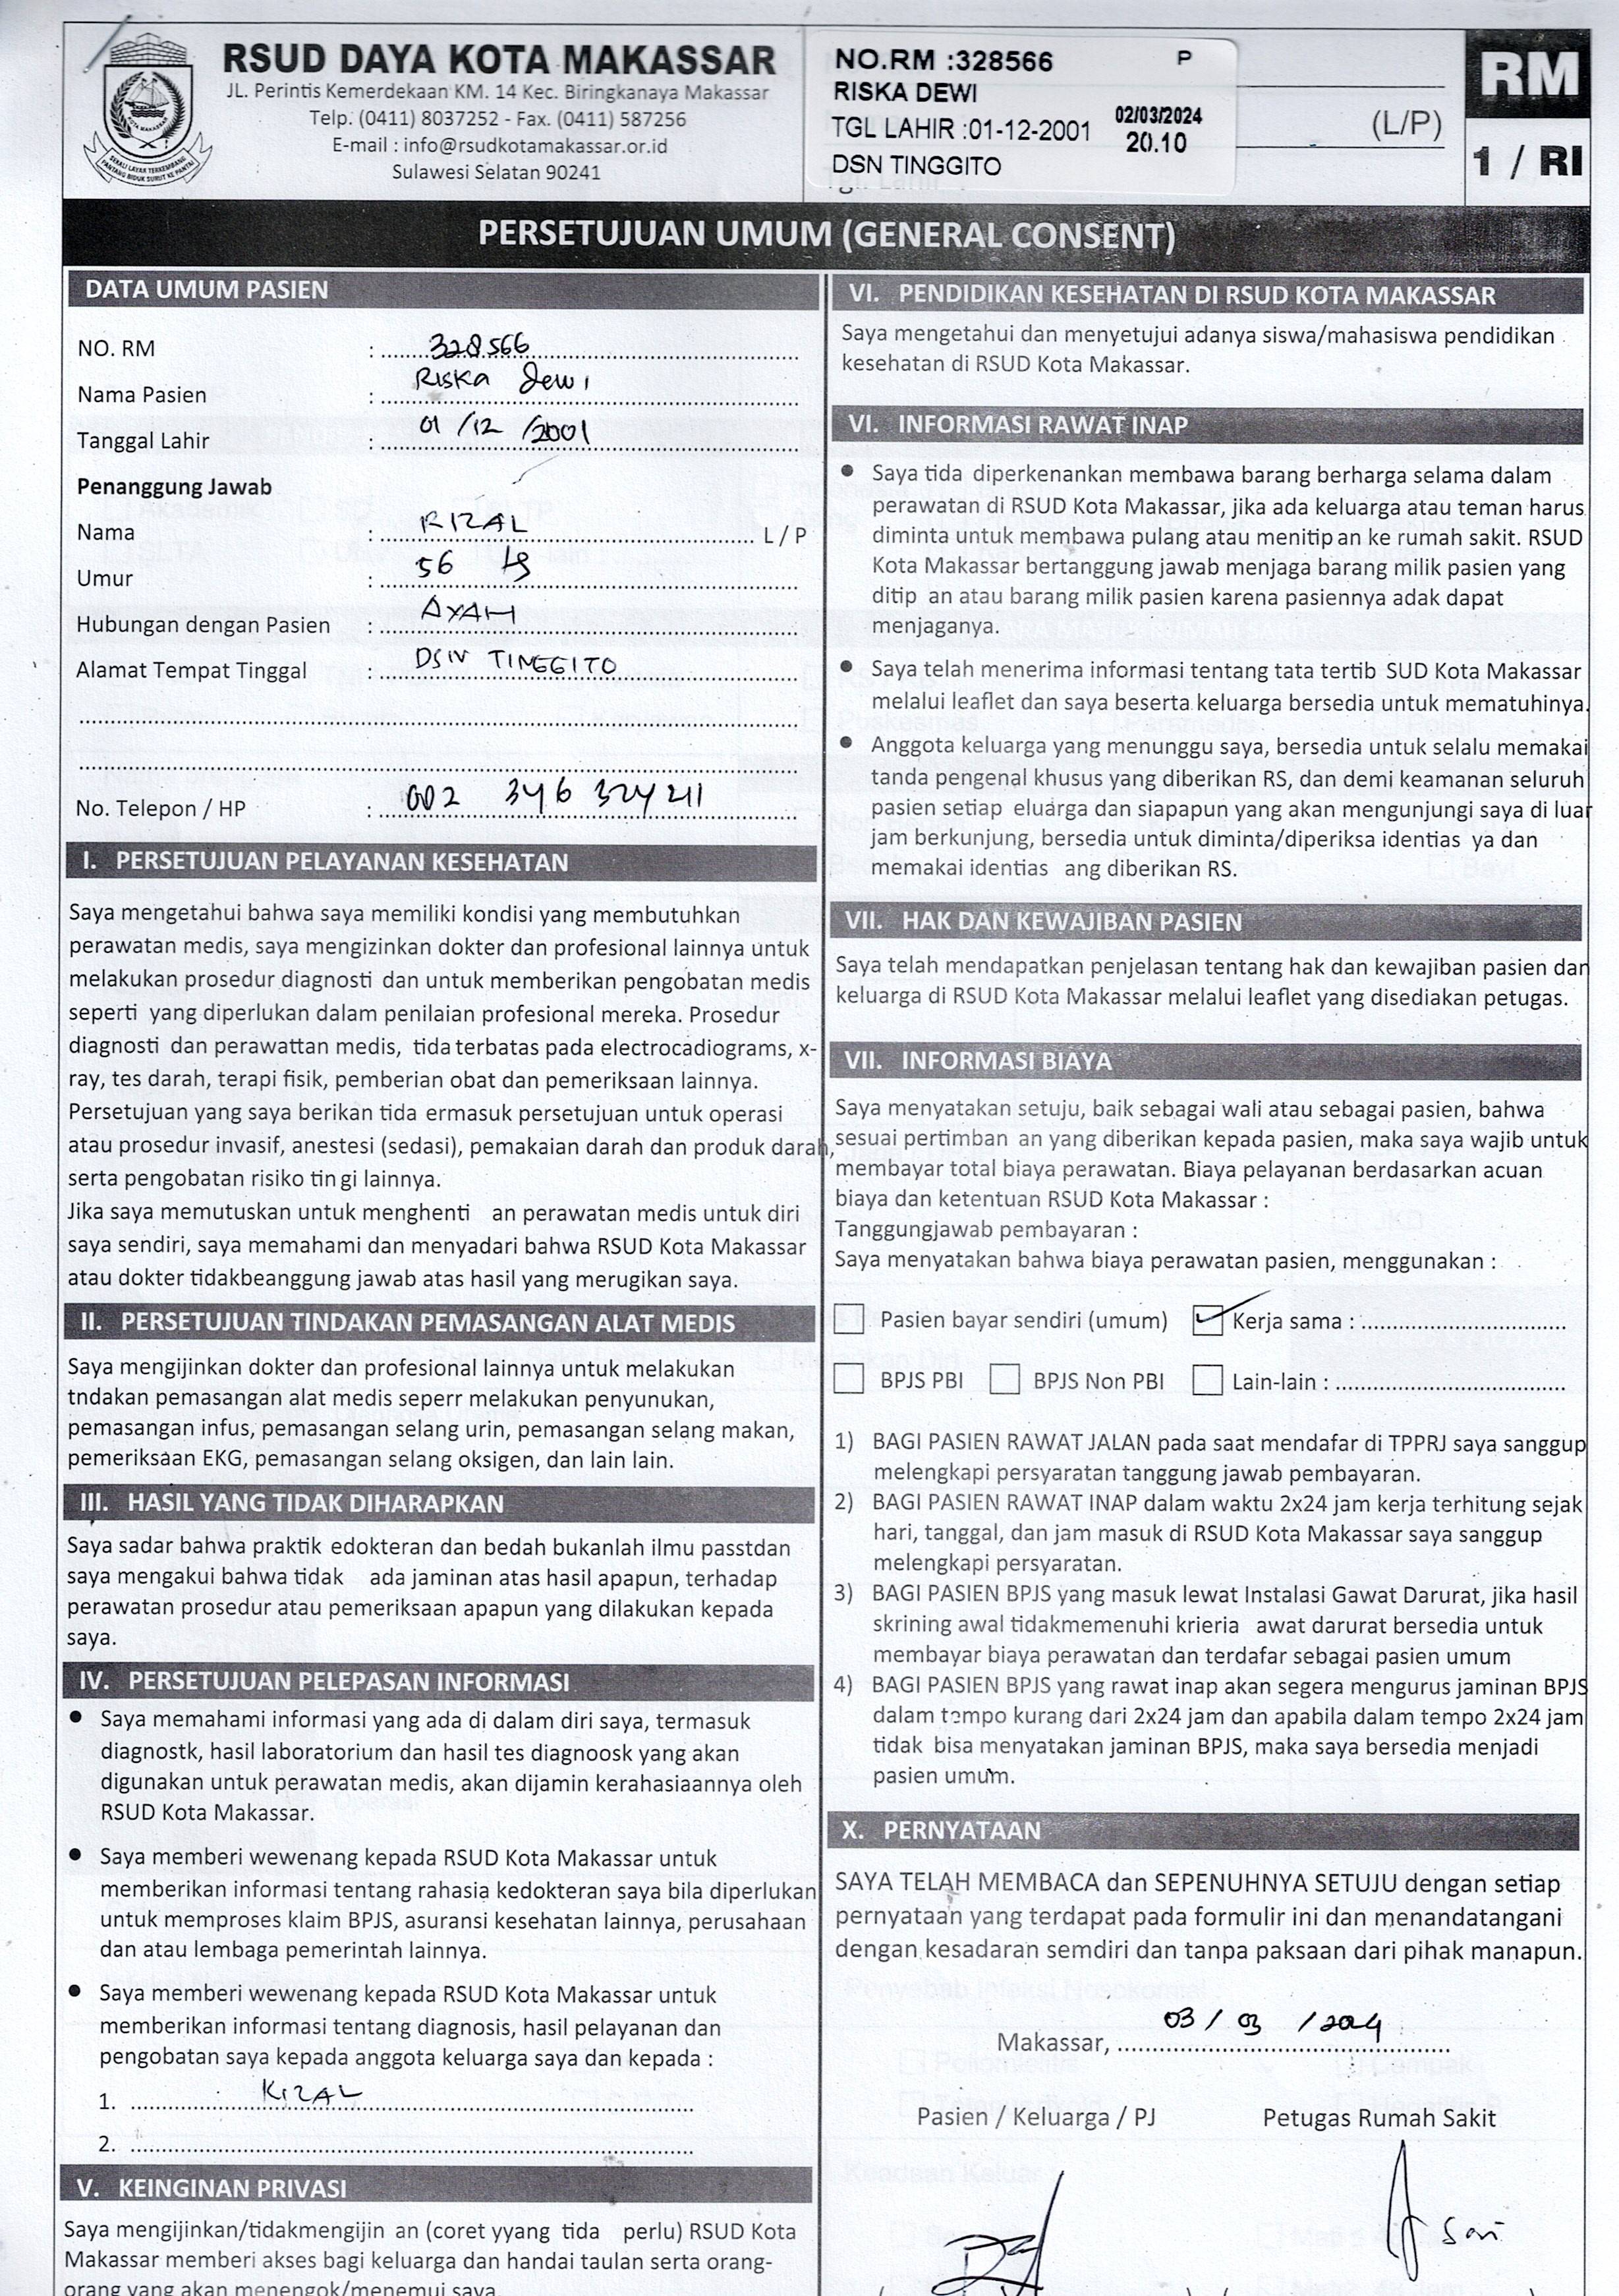 RSUD DAYA KOTA MAKASSAR
JL. Perintis Kemerdekaan KM. 14 Kec. Biringkanaya Makassar
Telp. (0411) 8037252 - Fax. (0411) 587256
E-mail : info@rsudkotamakassar.or.id
Sulawesi Selatan 90241
NO.RM :328566 P
RISKA DEWI
TGL LAHIR :01-12-2001 02/03/2024
20.10
DSN TINGGITO
(L/P)
RM
1 / RI
PERSETUJUAN UMUM (GENERAL CONSENT)
DATA UMUM PASIEN
NO. RM : 328566
Nama Pasien : Riska dewi
Tanggal Lahir : 01 /12 /2001
Penanggung Jawab
Nama : RIZAL L / P
Umur : 56
Hubungan dengan Pasien : AYAH
Alamat Tempat Tinggal : DSN TINGGITO
No. Telepon / HP :
I. PERSETUJUAN PELAYANAN KESEHATAN
Saya mengetahui bahwa saya memiliki kondisi yang membutuhkan
perawatan medis, saya mengizinkan dokter dan profesional lainnya untuk
melakukan prosedur diagnosti dan untuk memberikan pengobatan medis
seperti yang diperlukan dalam penilaian profesional mereka. Prosedur
diagnosti dan perawattan medis, tida terbatas pada electrocadiograms, x-
ray, tes darah, terapi fisik, pemberian obat dan pemeriksaan lainnya.
Persetujuan yang saya berikan tida ermasuk persetujuan untuk operasi
atau prosedur invasif, anestesi (sedasi), pemakaian darah dan produk darah,
serta pengobatan risiko tin gi lainnya.
Jika saya memutuskan untuk menghenti an perawatan medis untuk diri
saya sendiri, saya memahami dan menyadari bahwa RSUD Kota Makassar
atau dokter tidakbeanggung jawab atas hasil yang merugikan saya.
II. PERSETUJUAN TINDAKAN PEMASANGAN ALAT MEDIS
Saya mengijinkan dokter dan profesional lainnya untuk melakukan
tndakan pemasangan alat medis seperr melakukan penyunukan,
pemasangan infus, pemasangan selang urin, pemasangan selang makan,
pemeriksaan EKG, pemasangan selang oksigen, dan lain lain.
III. HASIL YANG TIDAK DIHARAPKAN
Saya sadar bahwa praktik edokteran dan bedah bukanlah ilmu passtdan
saya mengakui bahwa tidak ada jaminan atas hasil apapun, terhadap
perawatan prosedur atau pemeriksaan apapun yang dilakukan kepada
saya.
IV. PERSETUJUAN PELEPASAN INFORMASI
● Saya memahami informasi yang ada di dalam diri saya, termasuk
diagnostk, hasil laboratorium dan hasil tes diagnoosk yang akan
digunakan untuk perawatan medis, akan dijamin kerahasiaannya oleh
RSUD Kota Makassar.
● Saya memberi wewenang kepada RSUD Kota Makassar untuk
memberikan informasi tentang rahasia kedokteran saya bila diperlukan
untuk memproses klaim BPJS, asuransi kesehatan lainnya, perusahaan
dan atau lembaga pemerintah lainnya.
● Saya memberi wewenang kepada RSUD Kota Makassar untuk
memberikan informasi tentang diagnosis, hasil pelayanan dan
pengobatan saya kepada anggota keluarga saya dan kepada :
1. RIZAL
2.
V. KEINGINAN PRIVASI
Saya mengijinkan/tidakmengijin an (coret yyang tida perlu) RSUD Kota
Makassar memberi akses bagi keluarga dan handai taulan serta orang-
orang yang akan menengok/menemui saya.
VI. PENDIDIKAN KESEHATAN DI RSUD KOTA MAKASSAR
Saya mengetahui dan menyetujui adanya siswa/mahasiswa pendidikan
kesehatan di RSUD Kota Makassar.
VI. INFORMASI RAWAT INAP
● Saya tida diperkenankan membawa barang berharga selama dalam
perawatan di RSUD Kota Makassar, jika ada keluarga atau teman harus
diminta untuk membawa pulang atau menitip an ke rumah sakit. RSUD
Kota Makassar bertanggung jawab menjaga barang milik pasien yang
ditip an atau barang milik pasien karena pasiennya adak dapat
menjaganya.
● Saya telah menerima informasi tentang tata tertib SUD Kota Makassar
melalui leaflet dan saya beserta keluarga bersedia untuk mematuhinya.
● Anggota keluarga yang menunggu saya, bersedia untuk selalu memakai
tanda pengenal khusus yang diberikan RS, dan demi keamanan seluruh
pasien setiap eluarga dan siapapun yang akan mengunjungi saya di luar
jam berkunjung, bersedia untuk diminta/diperiksa identias ya dan
memakai identias ang diberikan RS.
VII. HAK DAN KEWAJIBAN PASIEN
Saya telah mendapatkan penjelasan tentang hak dan kewajiban pasien dan
keluarga di RSUD Kota Makassar melalui leaflet yang disediakan petugas.
VII. INFORMASI BIAYA
Saya menyatakan setuju, baik sebagai wali atau sebagai pasien, bahwa
sesuai pertimban an yang diberikan kepada pasien, maka saya wajib untuk
membayar total biaya perawatan. Biaya pelayanan berdasarkan acuan
biaya dan ketentuan RSUD Kota Makassar :
Tanggungjawab pembayaran :
Saya menyatakan bahwa biaya perawatan pasien, menggunakan :
Pasien bayar sendiri (umum) ✓ Kerja sama :
BPJS PBI BPJS Non PBI Lain-lain :
1) BAGI PASIEN RAWAT JALAN pada saat mendafar di TPPRJ saya sanggup
melengkapi persyaratan tanggung jawab pembayaran.
2) BAGI PASIEN RAWAT INAP dalam waktu 2x24 jam kerja terhitung sejak
hari, tanggal, dan jam masuk di RSUD Kota Makassar saya sanggup
melengkapi persyaratan.
3) BAGI PASIEN BPJS yang masuk lewat Instalasi Gawat Darurat, jika hasil
skrining awal tidakmemenuhi krieria awat darurat bersedia untuk
membayar biaya perawatan dan terdafar sebagai pasien umum
4) BAGI PASIEN BPJS yang rawat inap akan segera mengurus jaminan BPJS
dalam tempo kurang dari 2x24 jam dan apabila dalam tempo 2x24 jam
tidak bisa menyatakan jaminan BPJS, maka saya bersedia menjadi
pasien umum.
X. PERNYATAAN
SAYA TELAH MEMBACA dan SEPENUHNYA SETUJU dengan setiap
pernyataan yang terdapat pada formulir ini dan menandatangani
dengan kesadaran semdiri dan tanpa paksaan dari pihak manapun.
Makassar, 03 / 03 / 2024
Pasien / Keluarga / PJ Petugas Rumah Sakit
Sari